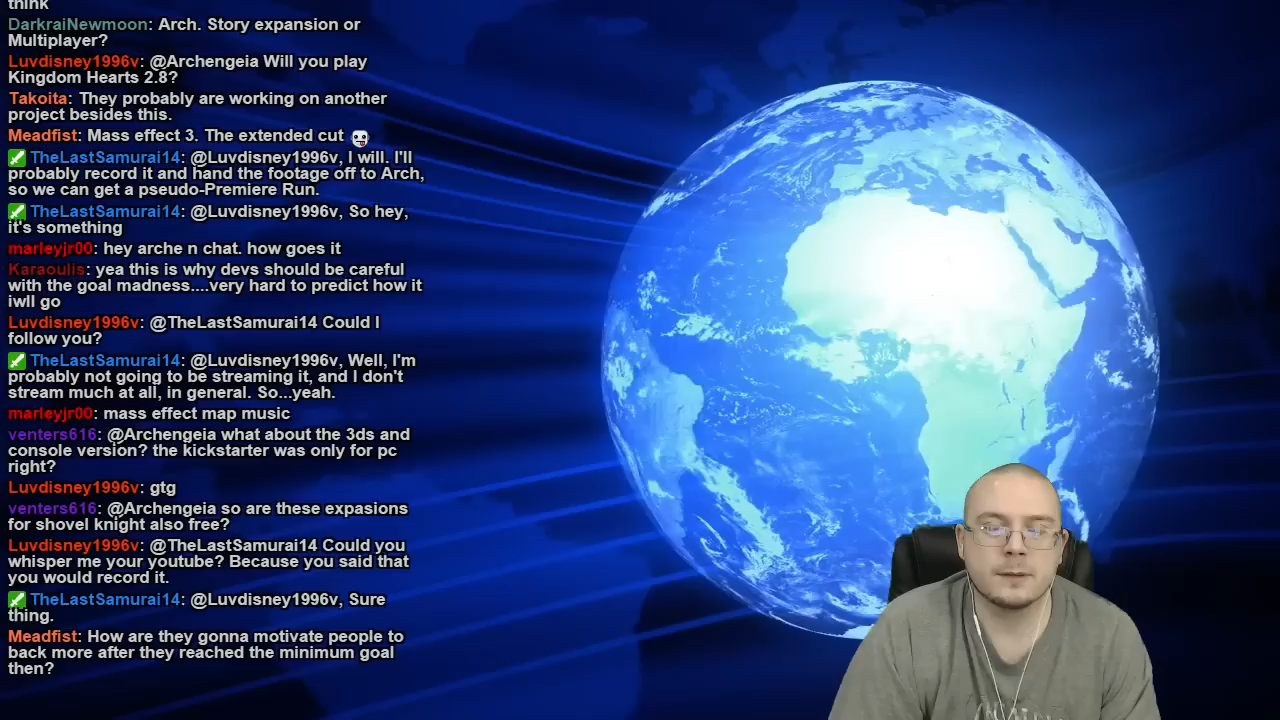 think
DarkraiNewmoon: Arch. Story expansion or
Multiplayer?
Luvdisney1996v: @Archengeia Will you play
Kingdom Hearts 2.8?
Takoita: They probably are working on another
project besides this.
Meadfist: Mass effect 3. The extended cut
TheLastSamurai14: @Luvdisney1996v, I will. I'll
probably record it and hand the footage off to Arch,
so we can get a pseudo-Premiere Run.
TheLastSamurai14: @Luvdisney1996v, So hey,
it's something
marleyjr00: hey arche n chat. how goes it
Karaoulis: yea this is why devs should be careful
with the goal madness....very hard to predict how it
iwll go
Luvdisney1996v: @TheLastSamurai14 Could I
follow you?
TheLastSamurai14: @Luvdisney1996v, Well, I'm
probably not going to be streaming it, and I don't
stream much at all, in general. So...yeah.
marleyjr00: mass effect map music
venters616: @Archengeia what about the 3ds and
console version? the kickstarter was only for pc
right?
Luvdisney1996v: gtg
venters616: @Archengeia so are these expasions
for shovel knight also free?
Luvdisney1996v: @TheLastSamurai14 Could you
whisper me your youtube? Because you said that
you would record it.
TheLastSamurai14: @Luvdisney1996v, Sure
thing.
Meadfist: How are they gonna motivate people to
back more after they reached the minimum goal
then?